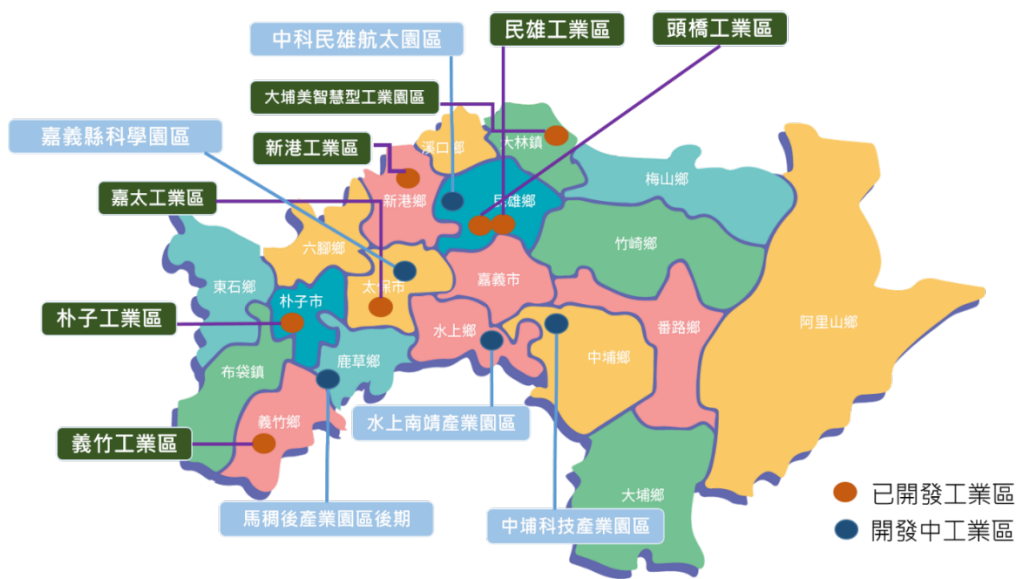 民雄工業區
頭橋工業區
中科民雄航太園區
大埔美智慧型工業園區
嘉義縣科學園區
新港工業區
溪口鄉
大林鎮
梅山鄉
嘉太工業區
新港鄉
民雄鄉
六腳鄉
竹崎鄉
東石鄉
太保市
嘉義市
朴子市
朴子工業區
水上鄉
番路鄉
阿里山鄉
布袋鎮
鹿草鄉
中埔鄉
義竹鄉
水上南靖產業園區
義竹工業區
大埔鄉
已開發工業區
馬稠後產業園區後期
中埔科技產業園區
開發中工業區